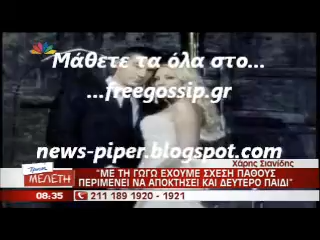 Μάθετε τα όλα στο...
...freegossip.gr
news-piper.blogspot.com
Χάρης Σιανίδης
Πρωινή
ΜΕΛΕΤΗ
"ΜΕ ΤΗ ΓΩΓΩ ΕΧΟΥΜΕ ΣΧΕΣΗ ΠΑΘΟΥΣ
ΠΕΡΙΜΕΝΕΙ ΝΑ ΑΠΟΚΤΗΣΕΙ ΚΑΙ ΔΕΥΤΕΡΟ ΠΑΙΔΙ"
08:35
211 189 1920 - 1921